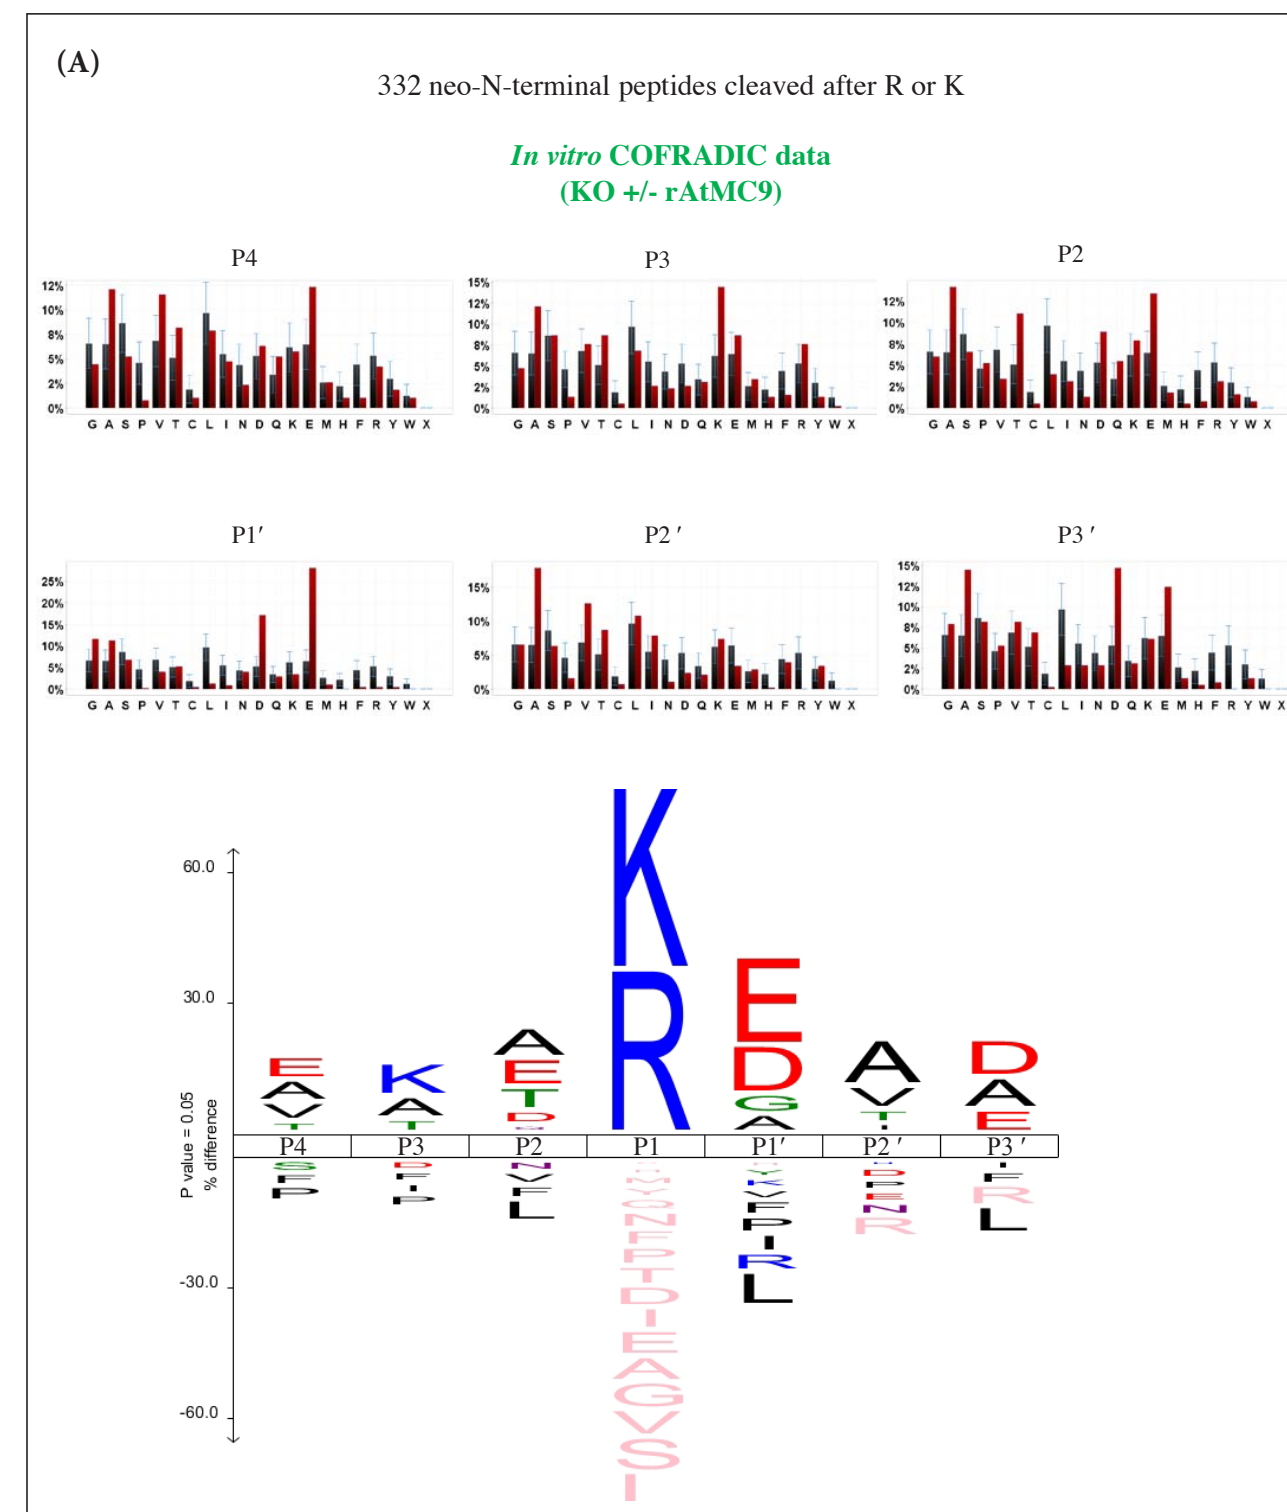 (A)
332 neo-N-terminal peptides cleaved after R or K
In vitro COFRADIC data
(KO +/- rAtMC9)
P4 P3 P2
12% 10% 8% 5% 2% 0%
G A S P V T C L I N D Q K E M H F R Y W X
15% 12% 10% 8% 5% 2% 0%
G A S P V T C L I N D Q K E M H F R Y W X
12% 10% 8% 5% 2% 0%
G A S P V T C L I N D Q K E M H F R Y W X
P1′ P2 ′ P3 ′
25% 20% 15% 10% 5% 0%
G A S P V T C L I N D Q K E M H F R Y W X
15% 10% 5% 0%
G A S P V T C L I N D Q K E M H F R Y W X
15% 12% 10% 8% 5% 2% 0%
G A S P V T C L I N D Q K E M H F R Y W X
P value = 0.05
% difference
60.0
30.0
-30.0
-60.0
E A V T
K A T
A E T D
K R
E D G A
A V T
D A E
P4 P3 P2 P1 P1′ P2 ′ P3 ′
S F P
D F I P
N V F L
M Y Q N F P T D I E A G V S
Y K V F P I R L
D P E N R
I F R L